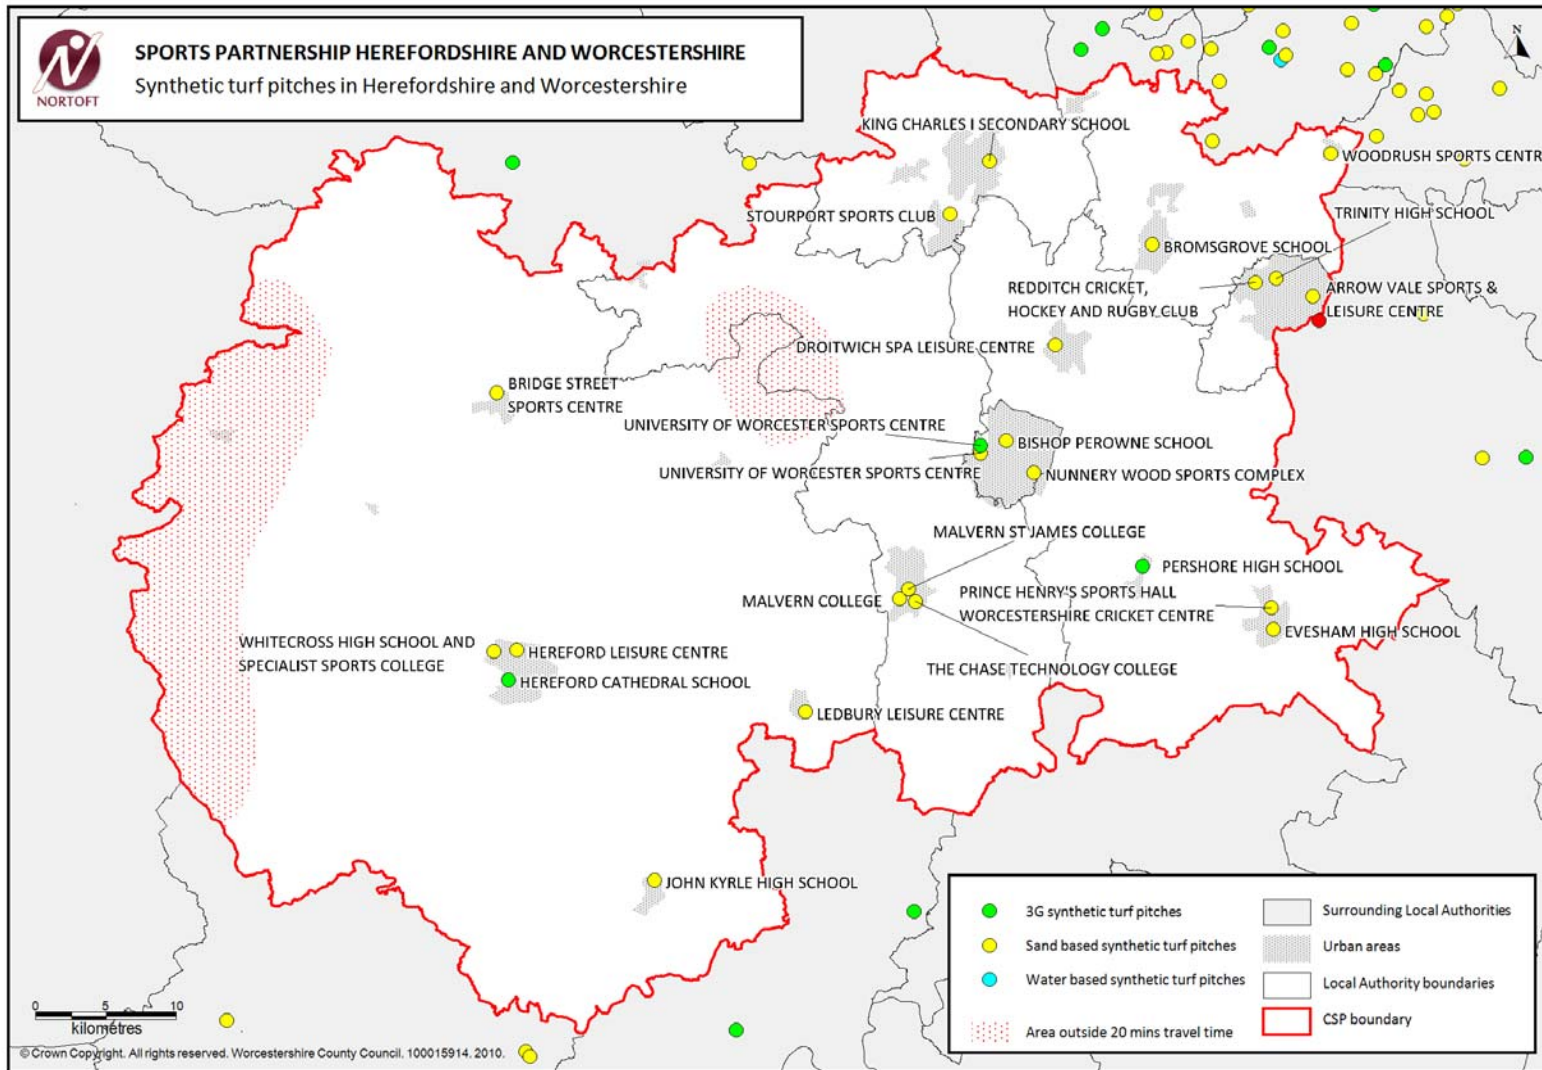 SPORTS PARTNERSHIP HEREFORDSHIRE AND WORCESTERSHIRE
Synthetic turf pitches in Herefordshire and Worcestershire
NORTOFT
N
KING CHARLES I SECONDARY SCHOOL
WOODRUSH SPORTS CENTRE
STOURPORT SPORTS CLUB
TRINITY HIGH SCHOOL
BROMSGROVE SCHOOL
REDDITCH CRICKET,
HOCKEY AND RUGBY CLUB
ARROW VALE SPORTS &
LEISURE CENTRE
DROITWICH SPA LEISURE CENTRE
BRIDGE STREET
SPORTS CENTRE
UNIVERSITY OF WORCESTER SPORTS CENTRE
BISHOP PEROWNE SCHOOL
UNIVERSITY OF WORCESTER SPORTS CENTRE
NUNNERY WOOD SPORTS COMPLEX
MALVERN ST JAMES COLLEGE
PERSHORE HIGH SCHOOL
MALVERN COLLEGE
PRINCE HENRY'S SPORTS HALL
WORCESTERSHIRE CRICKET CENTRE
EVESHAM HIGH SCHOOL
WHITECROSS HIGH SCHOOL AND
SPECIALIST SPORTS COLLEGE
HEREFORD LEISURE CENTRE
HEREFORD CATHEDRAL SCHOOL
THE CHASE TECHNOLOGY COLLEGE
LEDBURY LEISURE CENTRE
JOHN KYRLE HIGH SCHOOL
3G synthetic turf pitches
Sand based synthetic turf pitches
Water based synthetic turf pitches
Area outside 20 mins travel time
Surrounding Local Authorities
Urban areas
Local Authority boundaries
CSP boundary
0 5 10
kilometres
© Crown Copyright. All rights reserved. Worcestershire County Council. 100015914. 2010.